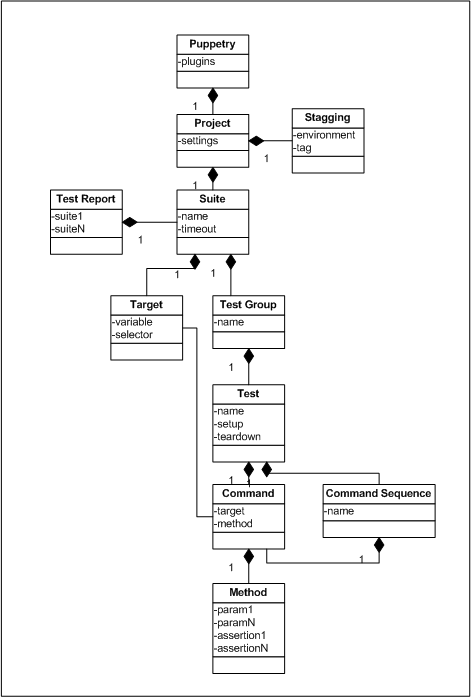 Puppetry
-plugins
1
Project
-settings
1
Stagging
-environment
-tag
1
Test Report
-suite1
-suiteN
1
Suite
-name
-timeout
1
1
Target
-variable
-selector
Test Group
-name
1
Test
-name
-setup
-teardown
1
1
Command
-target
-method
Command Sequence
-name
1
1
Method
-param1
-paramN
-assertion1
-assertionN